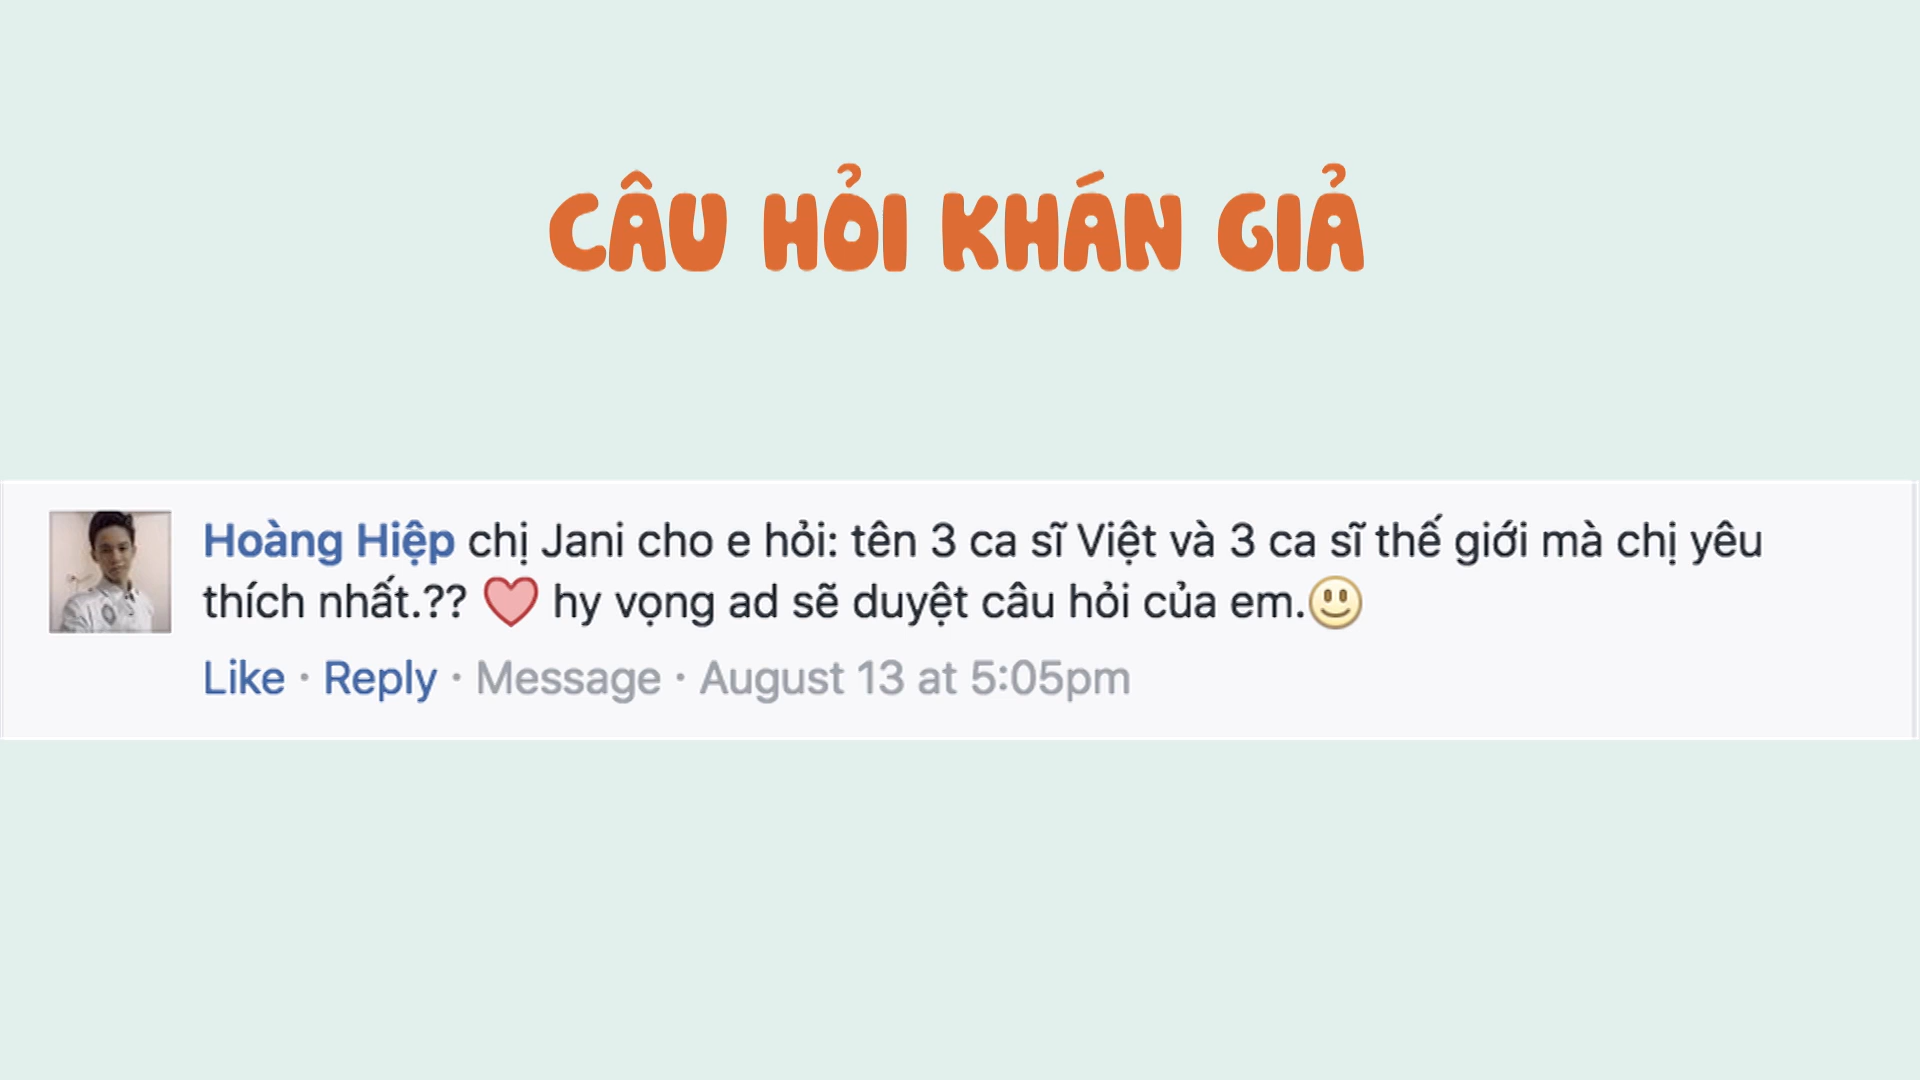 CÂU HỎI KHÁN GIẢ
Hoàng Hiệp chị Jani cho e hỏi: tên 3 ca sĩ Việt và 3 ca sĩ thế giới mà chị yêu
thích nhất.?? ❤️ hy vọng ad sẽ duyệt câu hỏi của em.🙂
Like · Reply · Message · August 13 at 5:05pm